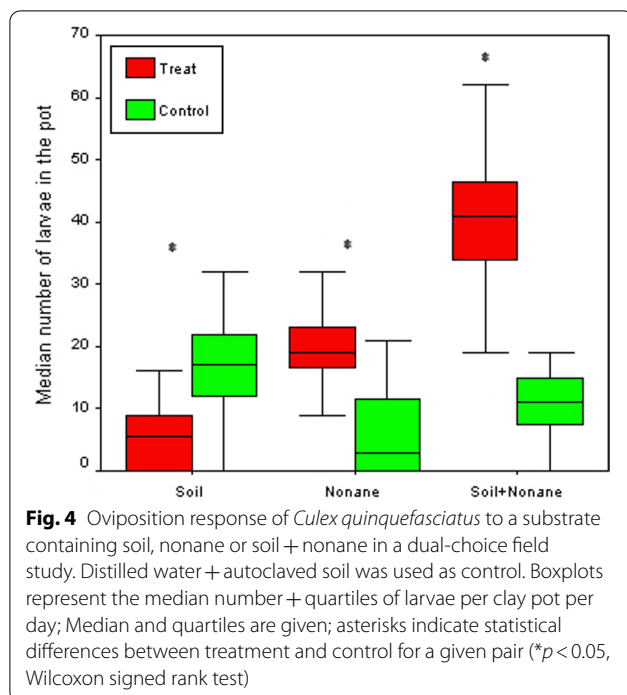 70
60
50
40
30
20
10
0
Median number of larvae in the pot
Treat
Control
*
*
*
Soil Nonane Soil+Nonane
Fig. 4 Oviposition response of Culex quinquefasciatus to a substrate
containing soil, nonane or soil + nonane in a dual-choice field
study. Distilled water + autoclaved soil was used as control. Boxplots
represent the median number + quartiles of larvae per clay pot per
day; Median and quartiles are given; asterisks indicate statistical
differences between treatment and control for a given pair (*p < 0.05,
Wilcoxon signed rank test)